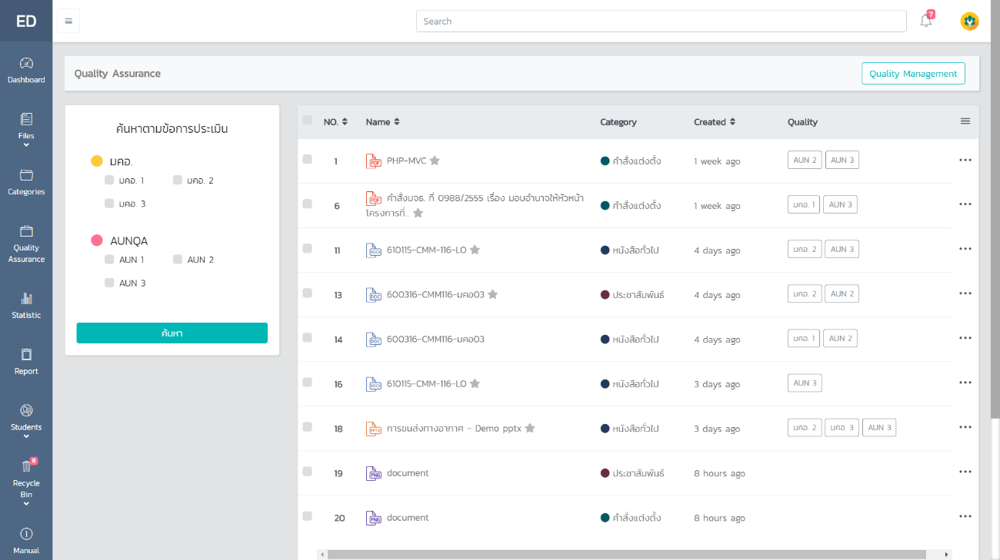 ED
Search
7
Dashboard
Files
Categories
Quality
Assurance
Statistic
Report
Students
8
Recycle
Bin
Manual
Quality Assurance
Quality Management
ค้นหาตามข้อการประเมิน
มคอ.
มคอ. 1 มคอ. 2
มคอ. 3
AUNQA
AUN 1 AUN 2
AUN 3
ค้นหา
NO. Name Category Created Quality
1 PDF PHP-MVC คำสั่งแต่งตั้ง 1 week ago AUN 2 AUN 3
6 PDF คำสั่งมจธ. ที่ 0988/2555 เรื่อง มอบอำนาจให้หัวหน้า
โครงการที่... คำสั่งแต่งตั้ง 1 week ago มคอ. 1 AUN 3
11 DOCX 610115-CMM-116-LO หนังสือทั่วไป 4 days ago มคอ. 2 AUN 3
13 DOC 600316-CMM116-มคอ03 ประชาสัมพันธ์ 4 days ago มคอ. 2 AUN 2
14 DOC 600316-CMM116-มคอ03 หนังสือทั่วไป 4 days ago มคอ. 1 AUN 2
16 DOCX 610115-CMM-116-LO หนังสือทั่วไป 3 days ago AUN 3
18 PPTX การขนส่งทางอากาศ - Demo pptx หนังสือทั่วไป 3 days ago มคอ. 2 มคอ. 3 AUN 3
19 PNG document ประชาสัมพันธ์ 8 hours ago
20 PNG document คำสั่งแต่งตั้ง 8 hours ago